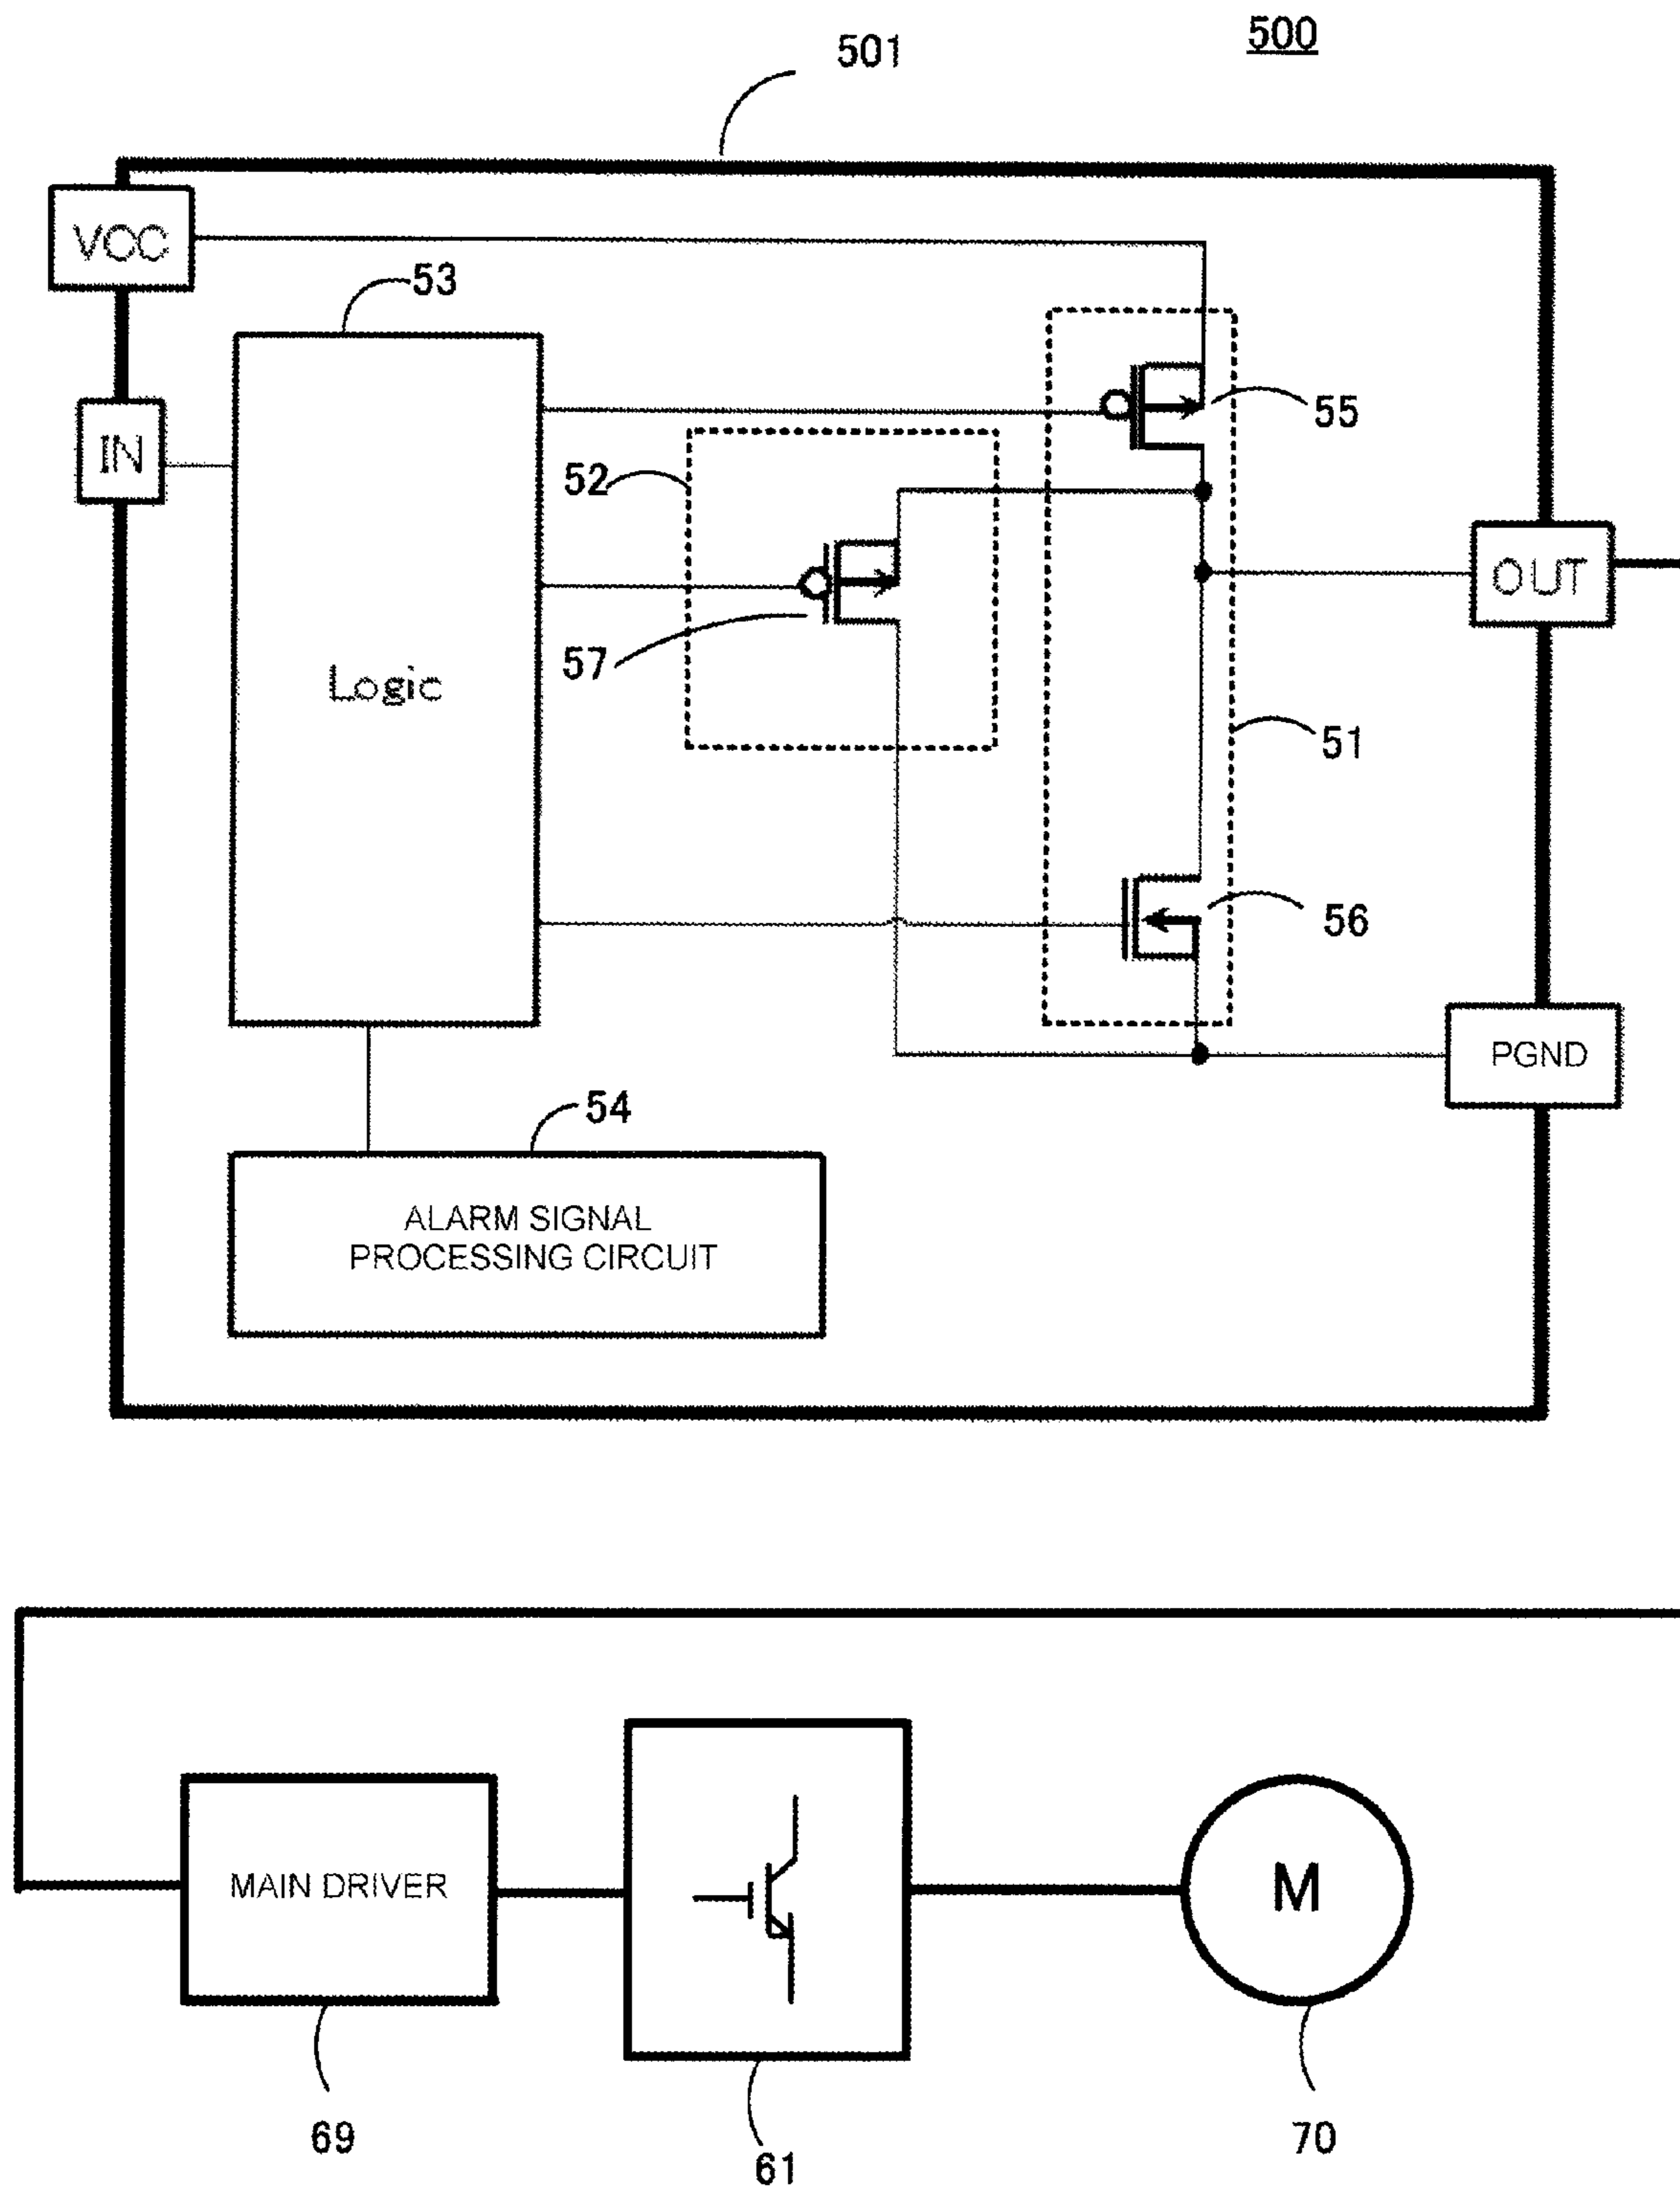 500
501
VCC
53
IN
55
52
57
Logic
OUT
51
56
PGND
54
ALARM SIGNAL
PROCESSING CIRCUIT
MAIN DRIVER
M
69
61
70